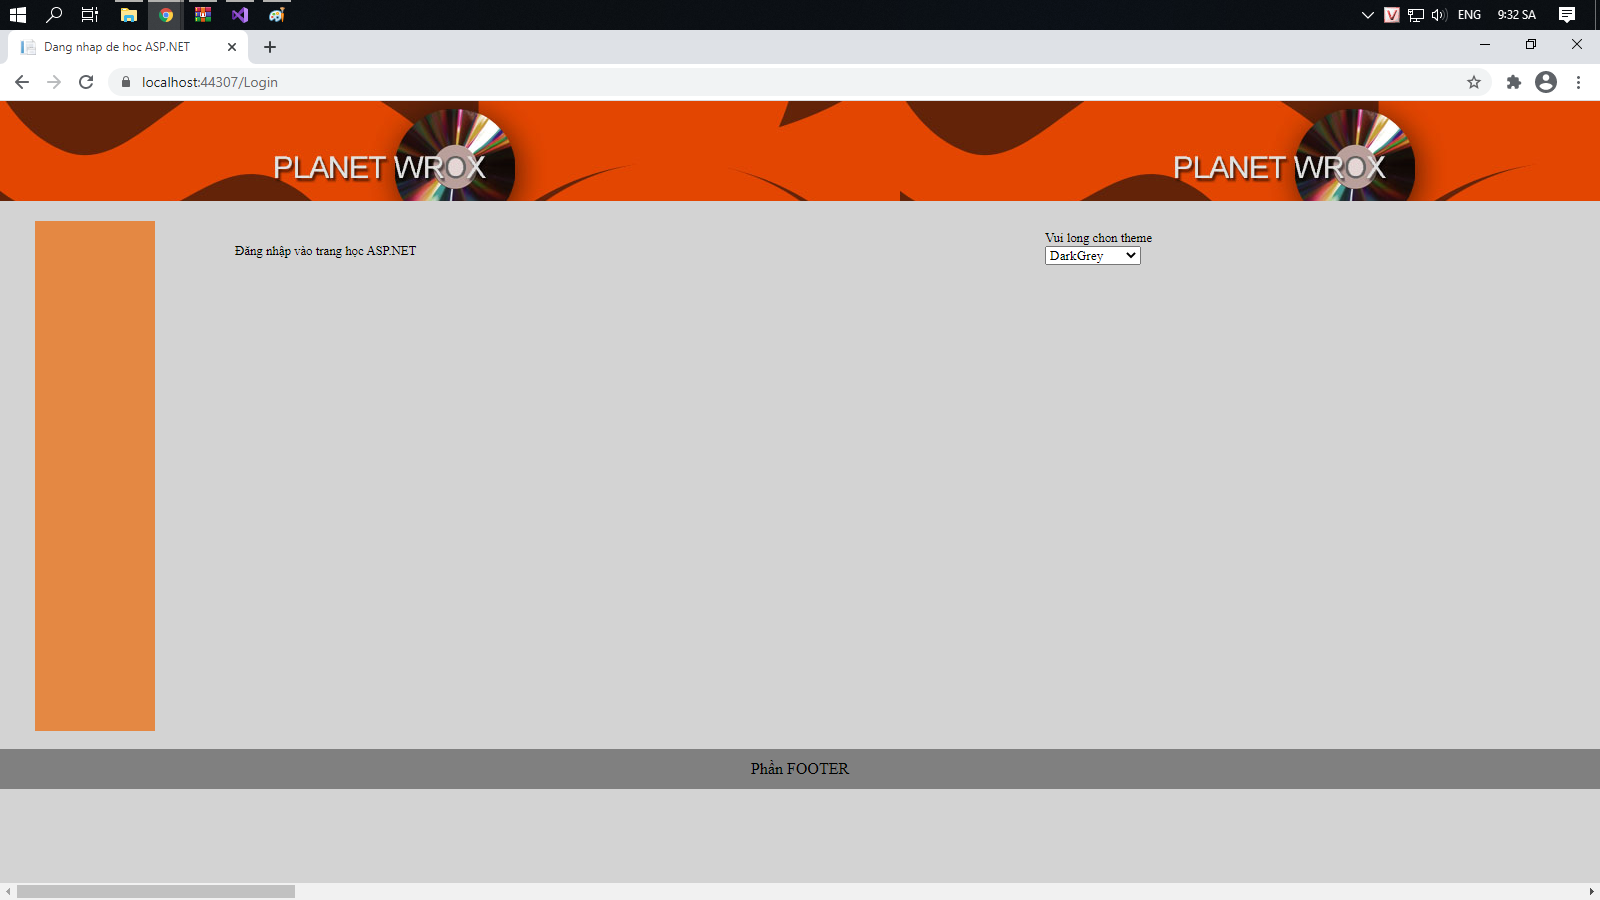 ENG 9:32 SA
Dang nhap de hoc ASP.NET
localhost:44307/Login
PLANET WROX PLANET WROX
Vui long chon theme
Đăng nhập vào trang học ASP.NET
DarkGrey
Phần FOOTER